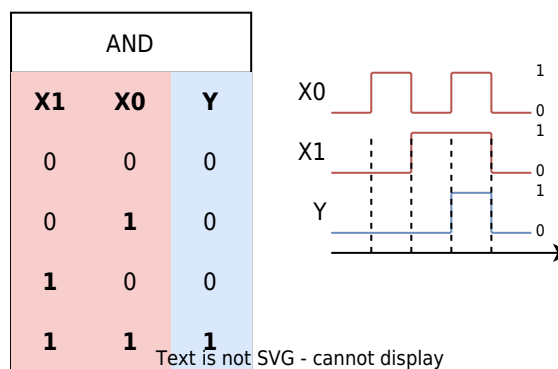 AND
X1 X0 Y
0 0 0
0 1 0
1 0 0
1 1 1
X0 1
0
X1 1
0
Y 1
0
Text is not SVG - cannot display